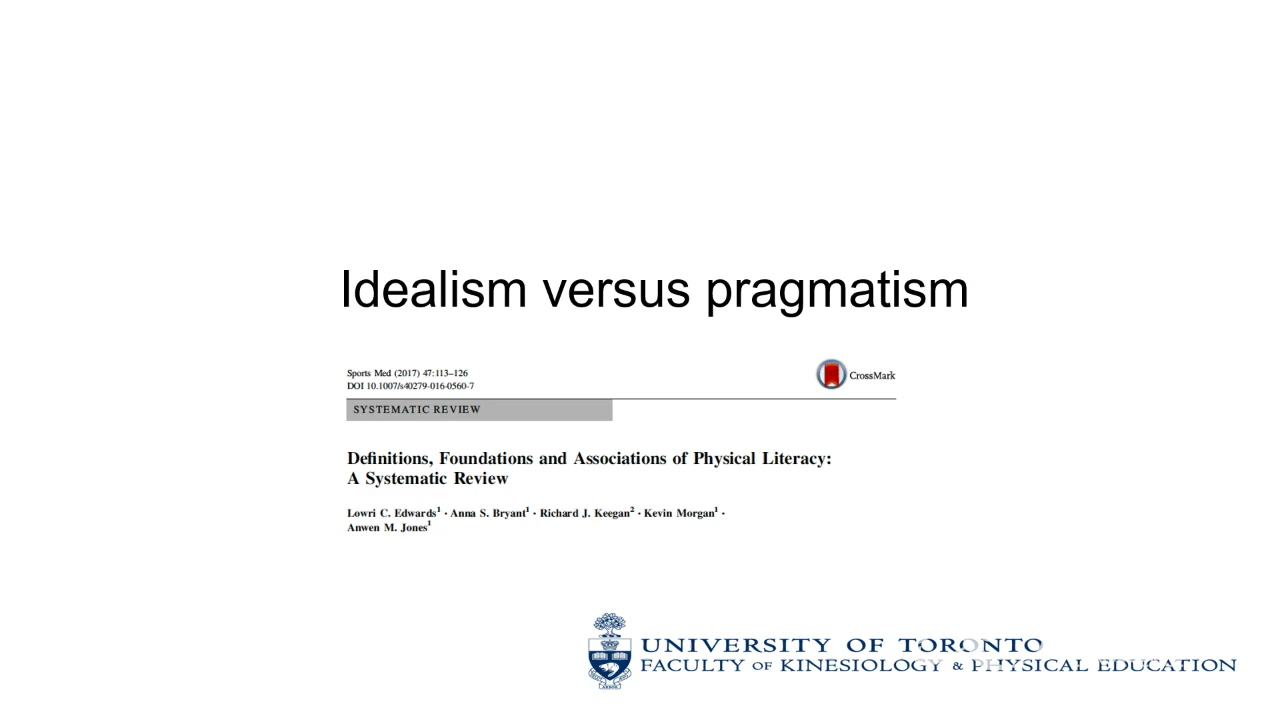 Idealism versus pragmatism
Sports Med (2017) 47:113–126
DOI 10.1007/s40279-016-0560-7
CrossMark
SYSTEMATIC REVIEW
Definitions, Foundations and Associations of Physical Literacy:
A Systematic Review
Lowri C. Edwards1 · Anna S. Bryant1 · Richard J. Keegan2 · Kevin Morgan1 ·
Anwen M. Jones1
UNIVERSITY OF TORONTO
FACULTY OF KINESIOLOGY & PHYSICAL EDUCATION